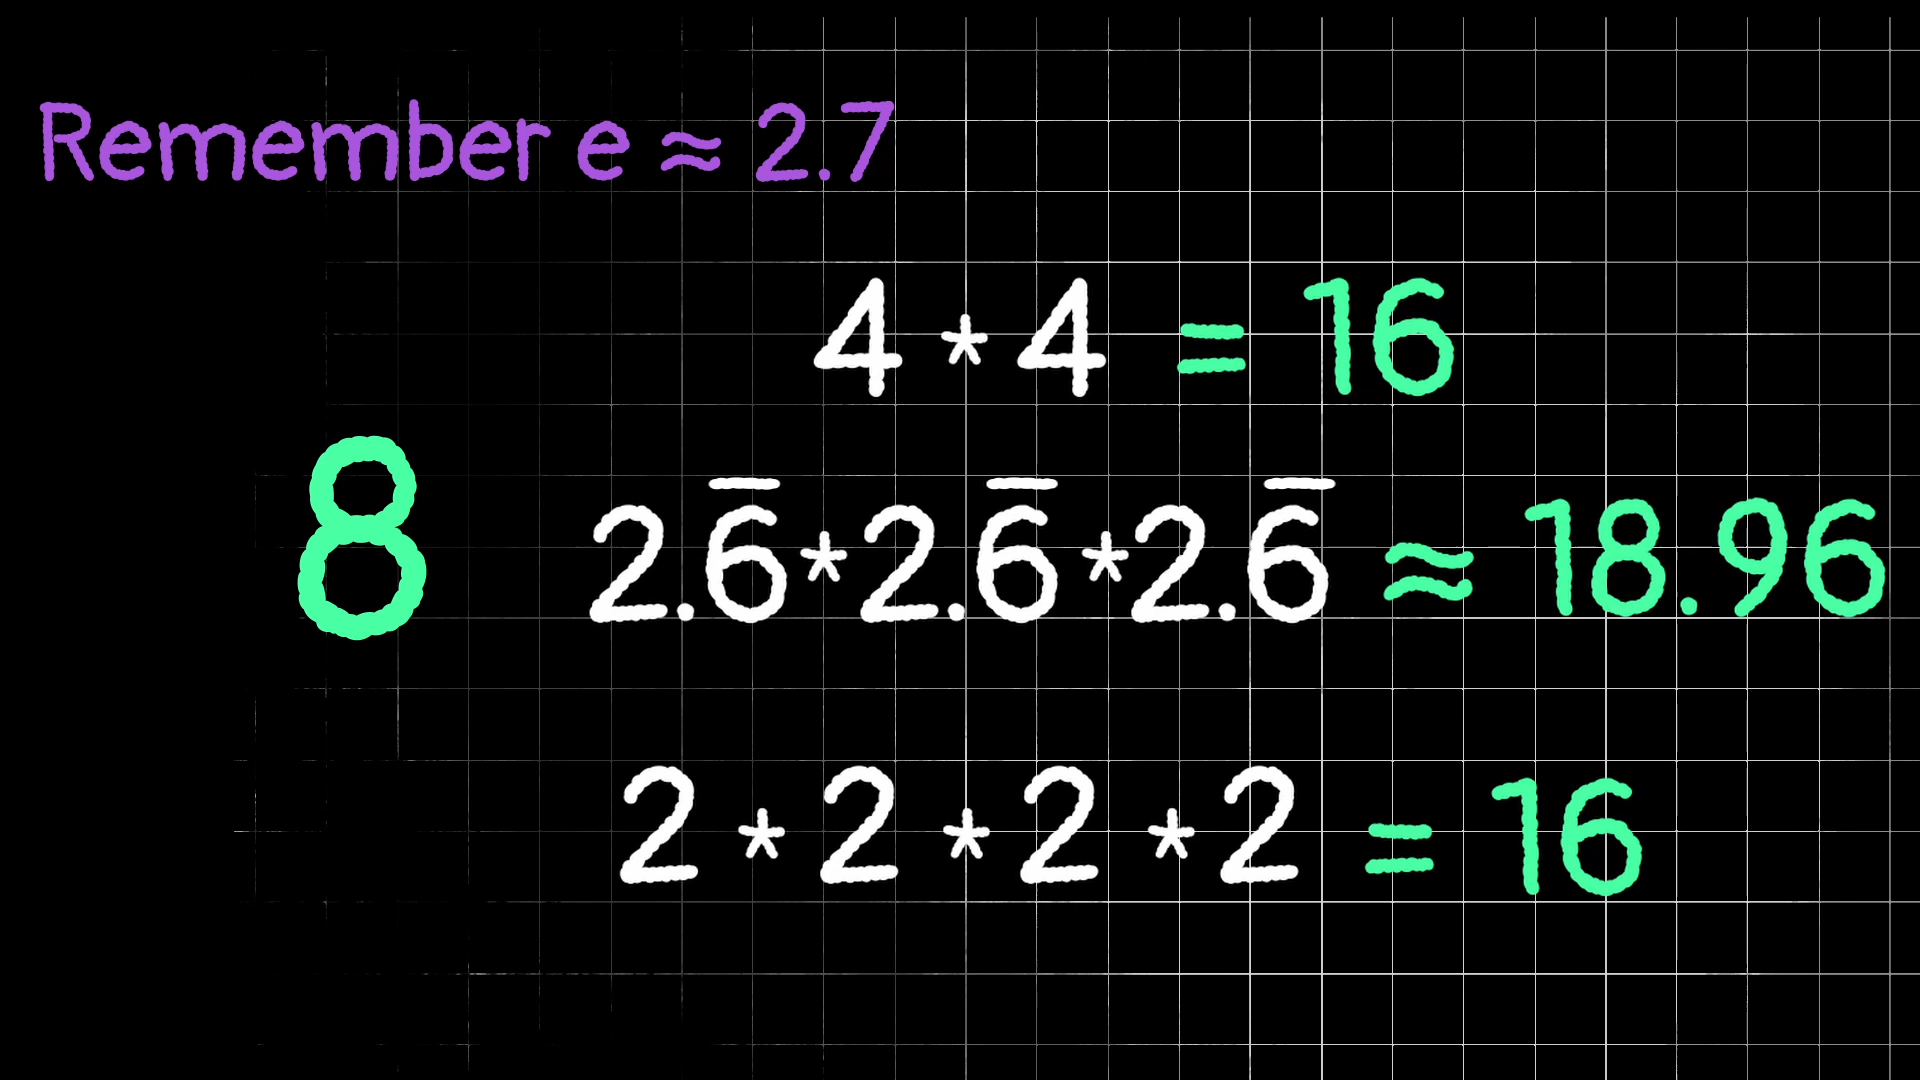 Remember e ≈ 2.7
4 * 4 = 16
8
2.6̅ * 2.6̅ * 2.6̅ ≈ 18.96
2 * 2 * 2 * 2 = 16